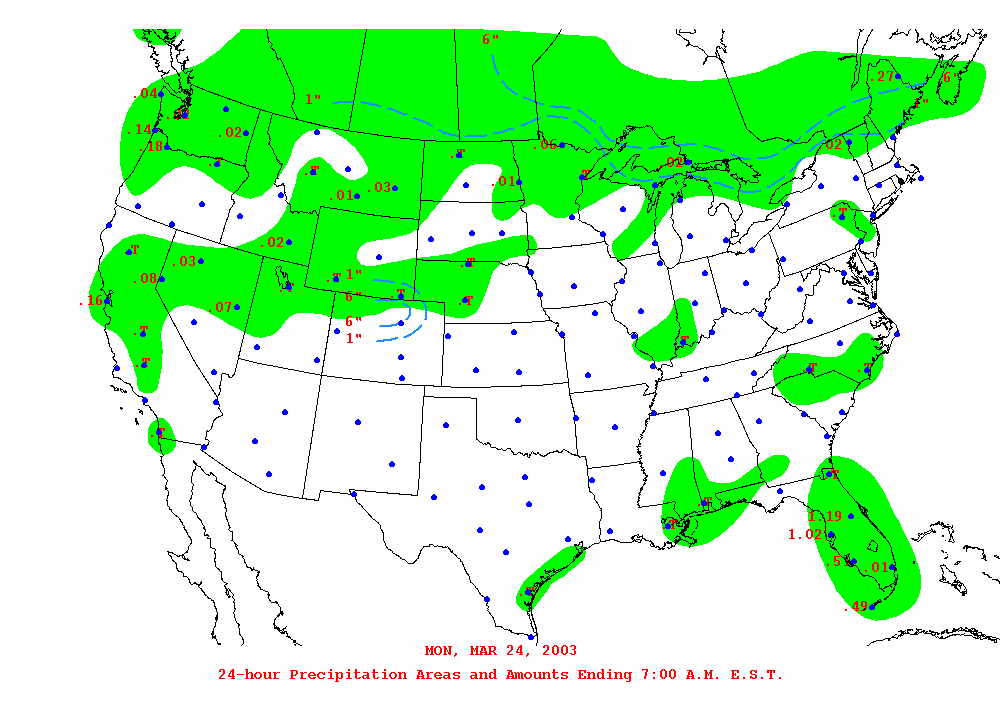 6"
.27
6"
.04
1"
1"
.14
.02
.18
.06
02
02
T
T
T
.01
.03
.01
T
T
.02
.03
.08
T
1"
6"
T
T
.16
.07
T
T
6"
1"
T
T
T
T
T
T
T
1.19
1.02
T
.01
.49
MON, MAR 24, 2003
24-hour Precipitation Areas and Amounts Ending 7:00 A.M. E.S.T.